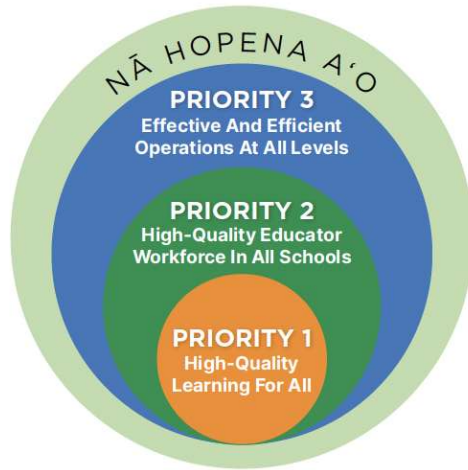 NĀ HOPENA AʻO
PRIORITY 3
Effective And Efficient
Operations At All Levels
PRIORITY 2
High-Quality Educator
Workforce In All Schools
PRIORITY 1
High-Quality
Learning For All